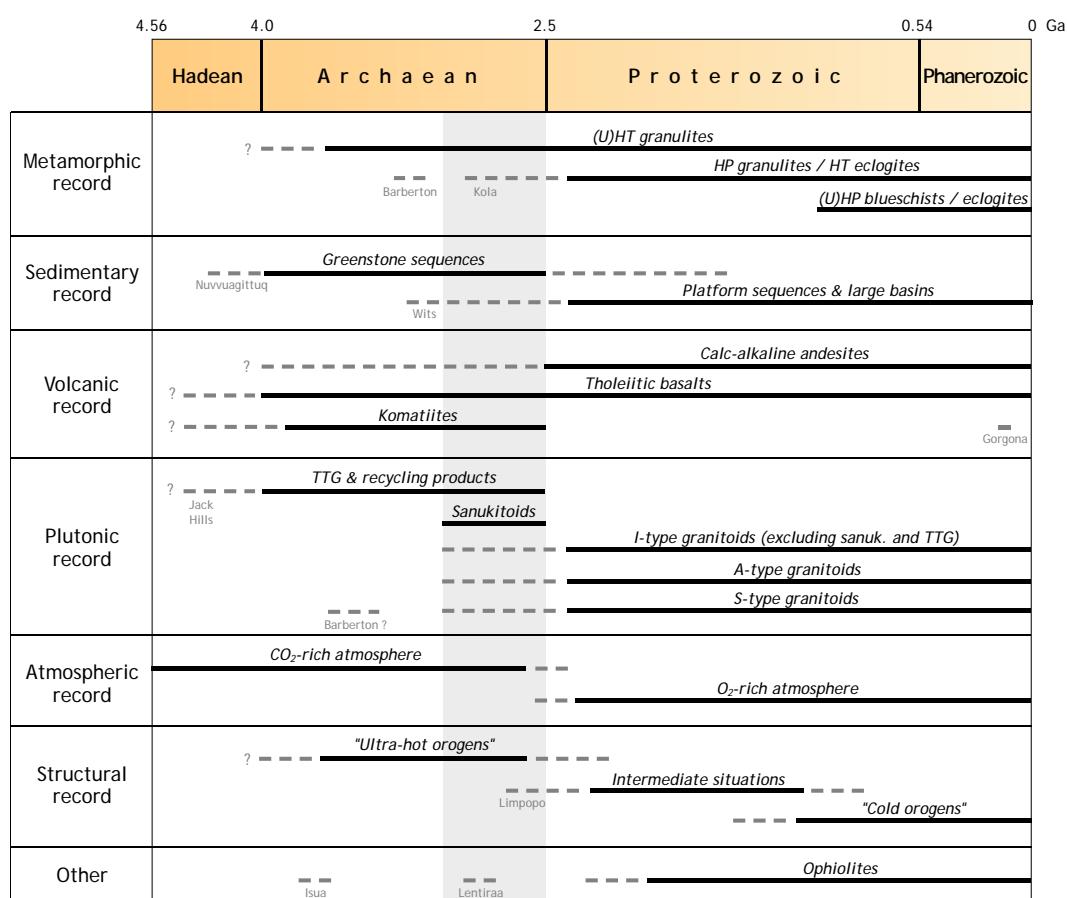 4.56 4.0 2.5 0.54 0 Ga
Hadean Archaean Proterozoic Phanerozoic
Metamorphic
record
(U)HT granulites
?
HP granulites / HT eclogites
Barberton Kola
(U)HP blueschists / eclogites
Sedimentary
record
Greenstone sequences
Nuvvuagittuq
Platform sequences & large basins
Wits
Volcanic
record
Calc-alkaline andesites
?
Tholeiitic basalts
?
Komatiites
?
Gorgona
Plutonic
record
TTG & recycling products
?
Jack
Hills
Sanukitoids
I-type granitoids (excluding sanuk. and TTG)
A-type granitoids
S-type granitoids
Barberton ?
Atmospheric
record
CO₂-rich atmosphere
O₂-rich atmosphere
Structural
record
"Ultra-hot orogens"
?
Intermediate situations
Limpopo
"Cold orogens"
Other
Ophiolites
Isua Lentiraa